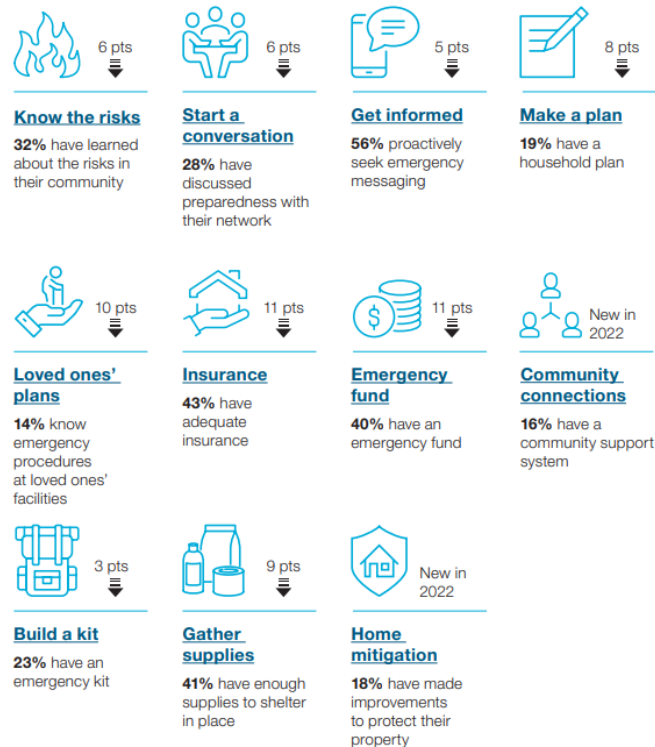 6 pts
6 pts
5 pts
8 pts
Know the risks
32% have learned
about the risks in
their community
Start a
conversation
28% have
discussed
preparedness with
their network
Get informed
56% proactively
seek emergency
messaging
Make a plan
19% have a
household plan
10 pts
11 pts
11 pts
New in
2022
Loved ones’
plans
14% know
emergency
procedures
at loved ones’
facilities
Insurance
43% have
adequate
insurance
$
Emergency
fund
40% have an
emergency fund
Community
connections
16% have a
community support
system
3 pts
9 pts
New in
2022
Build a kit
23% have an
emergency kit
Gather
supplies
41% have enough
supplies to shelter
in place
Home
mitigation
18% have made
improvements
to protect their
property